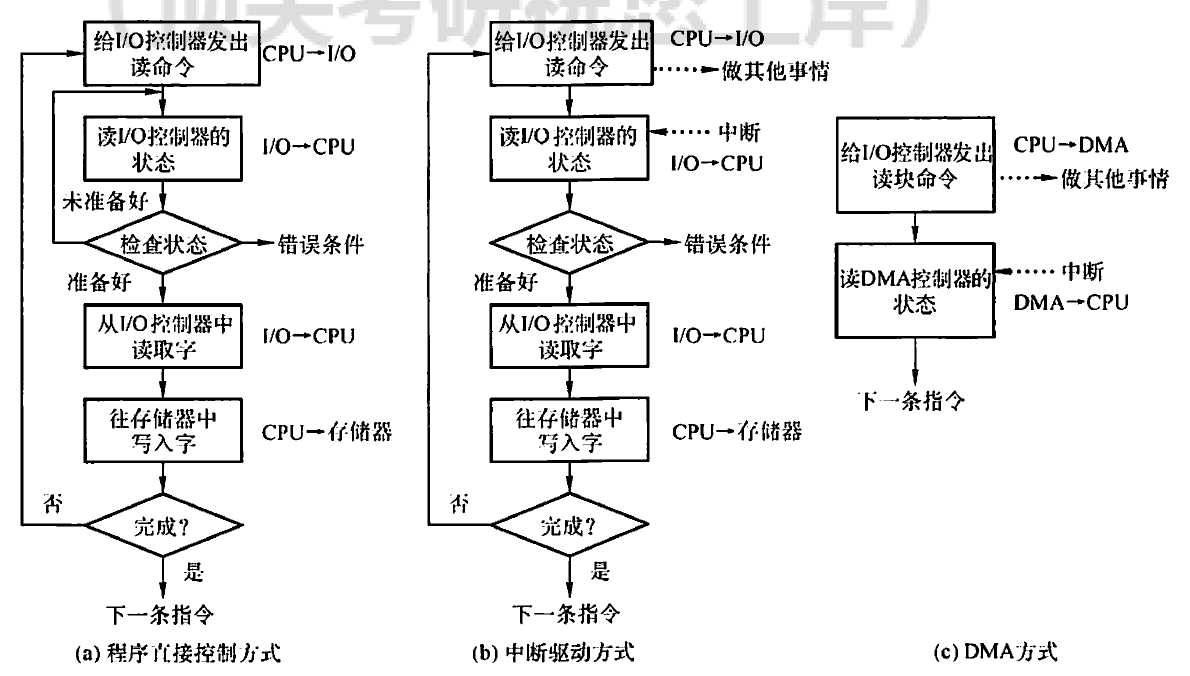 给I/O控制器发出
读命令
CPU→I/O
读I/O控制器的
状态
I/O→CPU
未准备好
检查状态
错误条件
准备好
从I/O控制器中
读取字
I/O→CPU
往存储器中
写入字
CPU→存储器
否
完成?
是
下一条指令
(a) 程序直接控制方式
给I/O控制器发出
读命令
CPU→I/O
做其他事情
读I/O控制器的
状态
中断
I/O→CPU
检查状态
错误条件
准备好
从I/O控制器中
读取字
I/O→CPU
往存储器中
写入字
CPU→存储器
否
完成?
是
下一条指令
(b) 中断驱动方式
给I/O控制器发出
读块命令
CPU→DMA
做其他事情
读DMA控制器的
状态
中断
DMA→CPU
下一条指令
(c) DMA方式